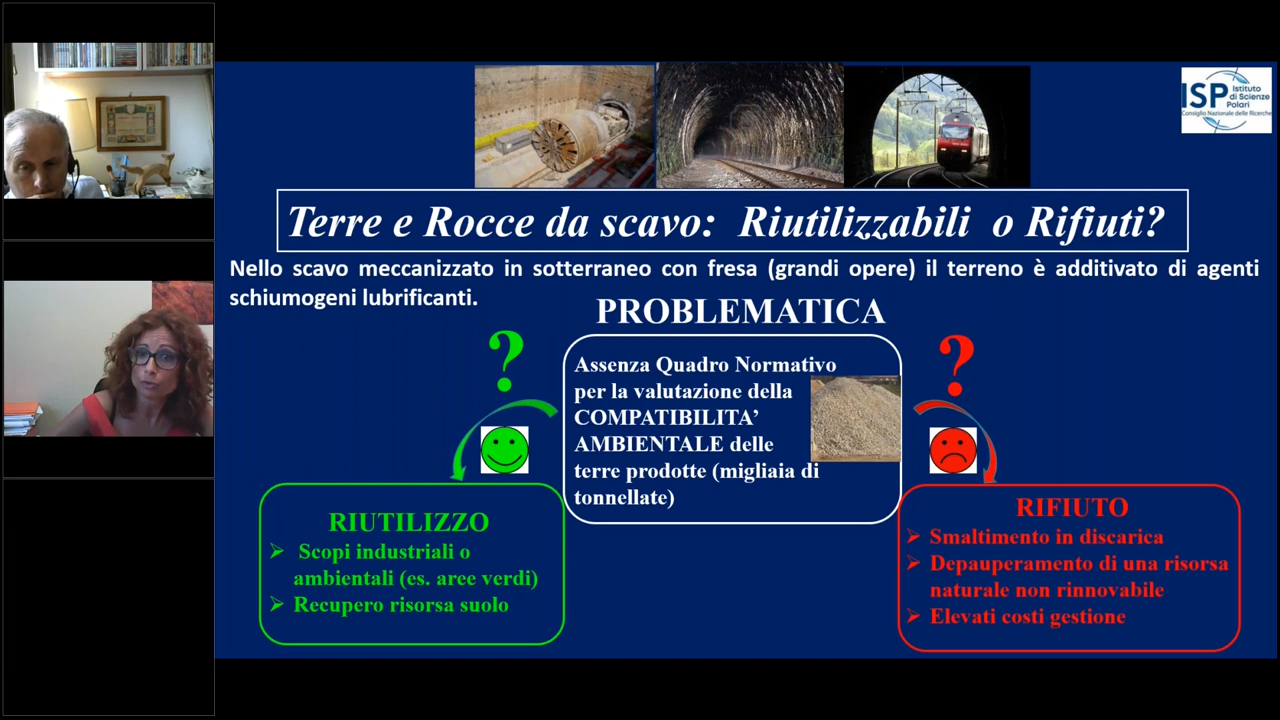 ISP
Istituto
di Scienze
Polari
Consiglio Nazionale delle Ricerche
Terre e Rocce da scavo: Riutilizzabili o Rifiuti?
Nello scavo meccanizzato in sotterraneo con fresa (grandi opere) il terreno è additivato di agenti
schiumogeni lubrificanti.
PROBLEMATICA
?
?
Assenza Quadro Normativo
per la valutazione della
COMPATIBILITA’
AMBIENTALE delle
terre prodotte (migliaia di
tonnellate)
RIUTILIZZO
➢ Scopi industriali o
ambientali (es. aree verdi)
➢ Recupero risorsa suolo
RIFIUTO
➢ Smaltimento in discarica
➢ Depauperamento di una risorsa
naturale non rinnovabile
➢ Elevati costi gestione